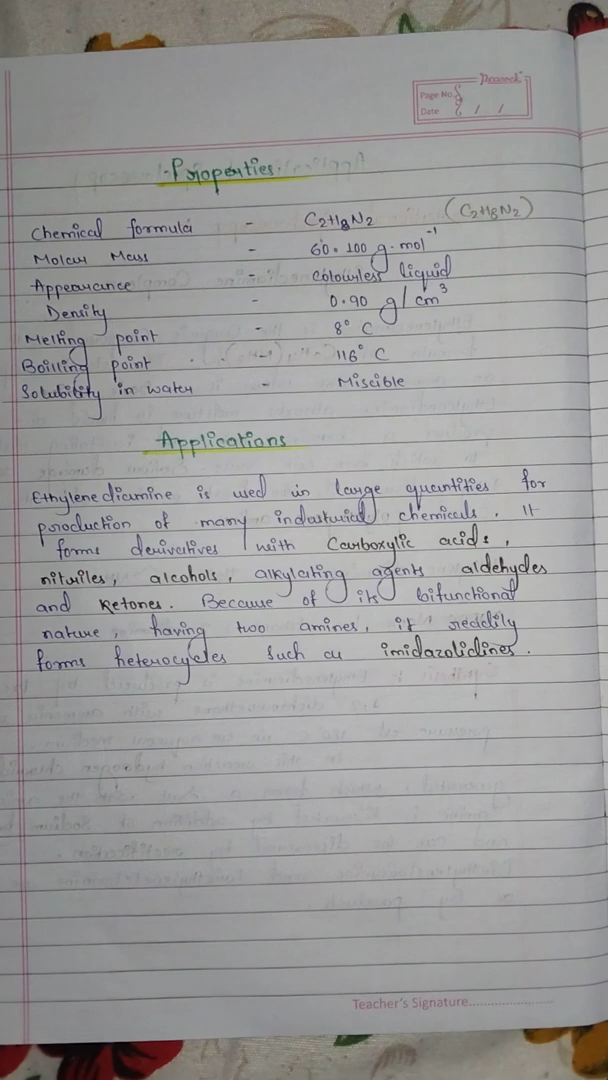 Peacock
Page No.
Date / /
Properties
Chemical formula - C2H8N2 (C2H8N2)
Molar Mass - 60.100 g.mol-1
Appearance - Colourless liquid
Density - 0.90 g/cm3
Melting point - 8° C
Boilling point - 116° C
Solubility in water - Miscible
Applications
Ethylenediamine is used in large quantities for
production of many industrial chemicals. It
forms derivatives with Carboxylic acids,
nitriles, alcohols, alkylating agents aldehydes
and Ketones. Because of its bifunctional
nature, having two amines, it readily
forms heterocycles such as imidazolidines.
Teacher's Signature